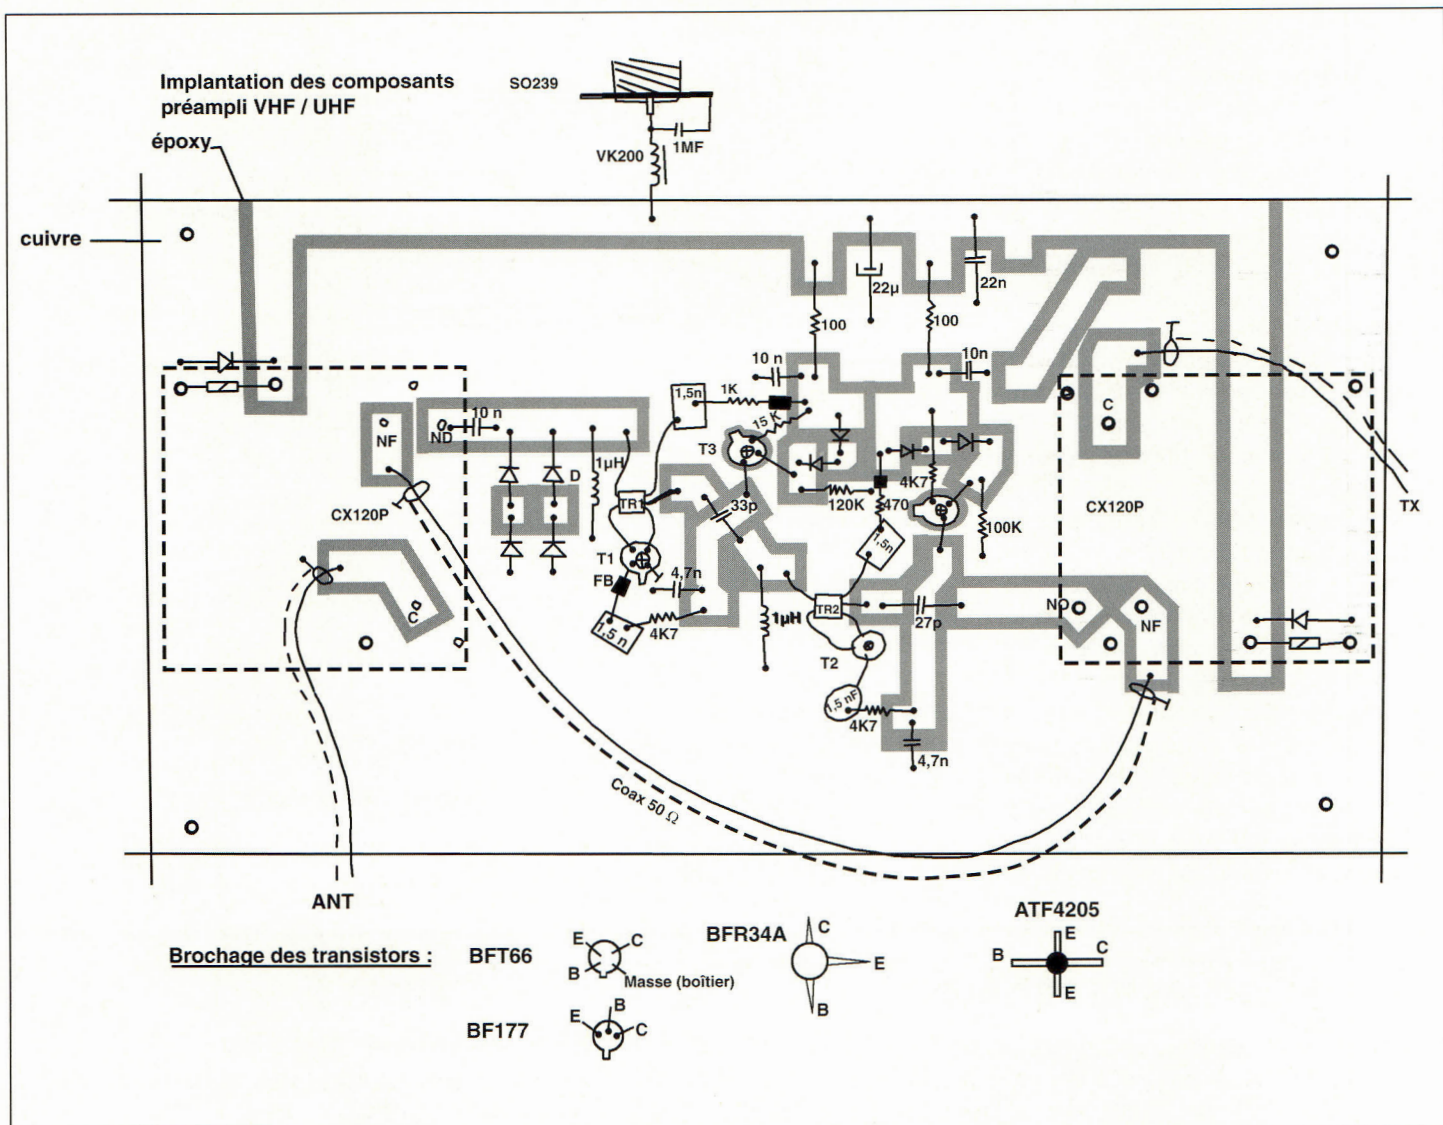 Implantation des composants
préampli VHF / UHF
époxy
cuivre
SO239
1MF
VK200
22µ
22n
100
100
10 n
10n
1K
1,5n
15 K
T3
10 n
NF
ND
D
1µH
TR1
33p
120K
470
4K7
100K
1,5n
C
CX120P
CX120P
TX
T1
FB
4,7n
1,5 n
4K7
1µH
TR2
27p
NO
NF
C
T2
1,5 nF
4K7
4,7n
Coax 50 Ω
ANT
Brochage des transistors :
BFT66
E
C
B
Masse (boîtier)
BF177
E
B
C
BFR34A
C
E
B
ATF4205
E
B
C
E